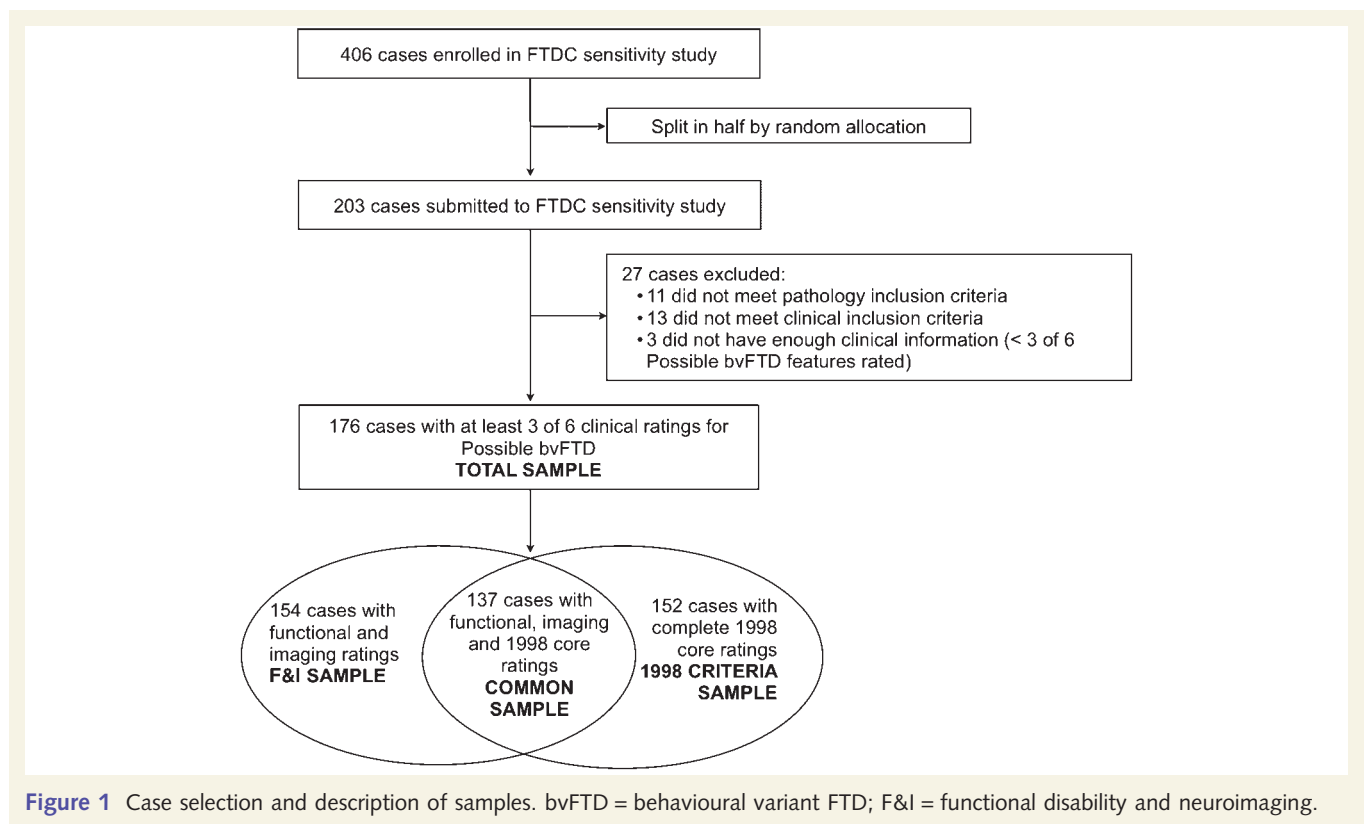 406 cases enrolled in FTDC sensitivity study
Split in half by random allocation
203 cases submitted to FTDC sensitivity study
27 cases excluded:
• 11 did not meet pathology inclusion criteria
• 13 did not meet clinical inclusion criteria
• 3 did not have enough clinical information (< 3 of 6
Possible bvFTD features rated)
176 cases with at least 3 of 6 clinical ratings for
Possible bvFTD
TOTAL SAMPLE
154 cases with
functional and
imaging ratings
F&I SAMPLE
137 cases with
functional, imaging
and 1998 core
ratings
COMMON
SAMPLE
152 cases with
complete 1998
core ratings
1998 CRITERIA
SAMPLE
Figure 1 Case selection and description of samples. bvFTD = behavioural variant FTD; F&I = functional disability and neuroimaging.